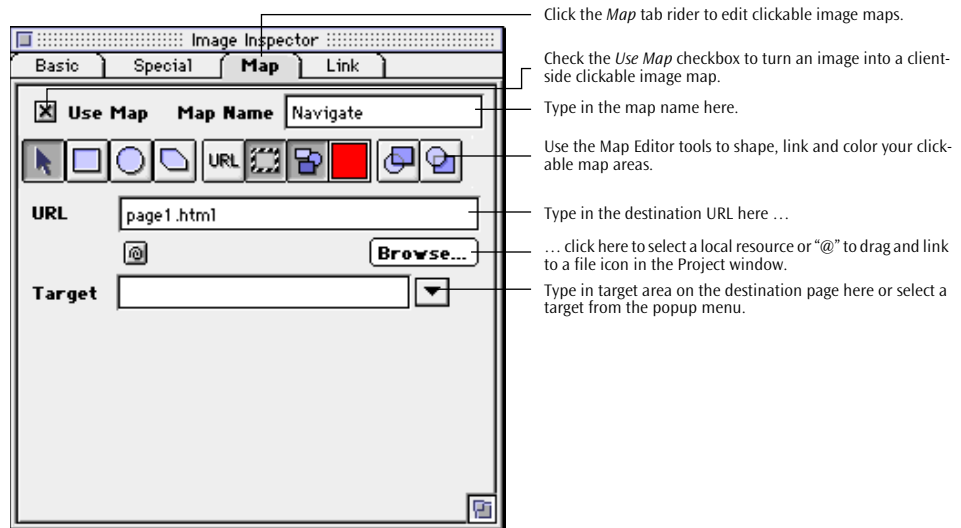 Click the Map tab rider to edit clickable image maps.
Image Inspector
Basic Special Map Link
Check the Use Map checkbox to turn an image into a client-
side clickable image map.
Use Map Map Name Navigate
Type in the map name here.
URL
Use the Map Editor tools to shape, link and color your click-
able map areas.
URL page1.html
Type in the destination URL here …
@ Browse...
… click here to select a local resource or “@” to drag and link
to a file icon in the Project window.
Target
Type in target area on the destination page here or select a
target from the popup menu.